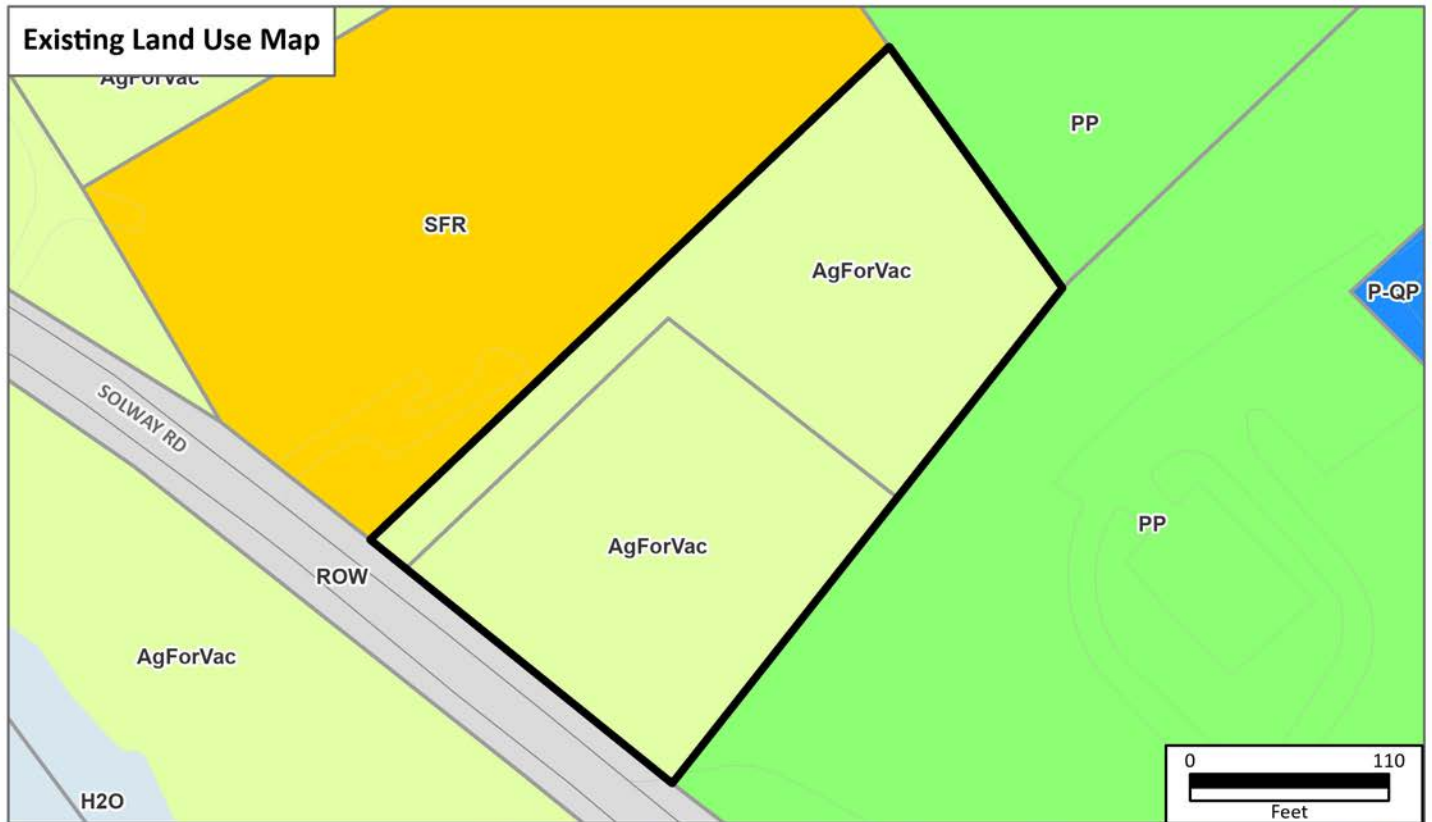 Existing Land Use Map
AgForVac
PP
SFR
AgForVac
P-QP
SOLWAY RD
PP
AgForVac
ROW
AgForVac
0 110
Feet
H2O